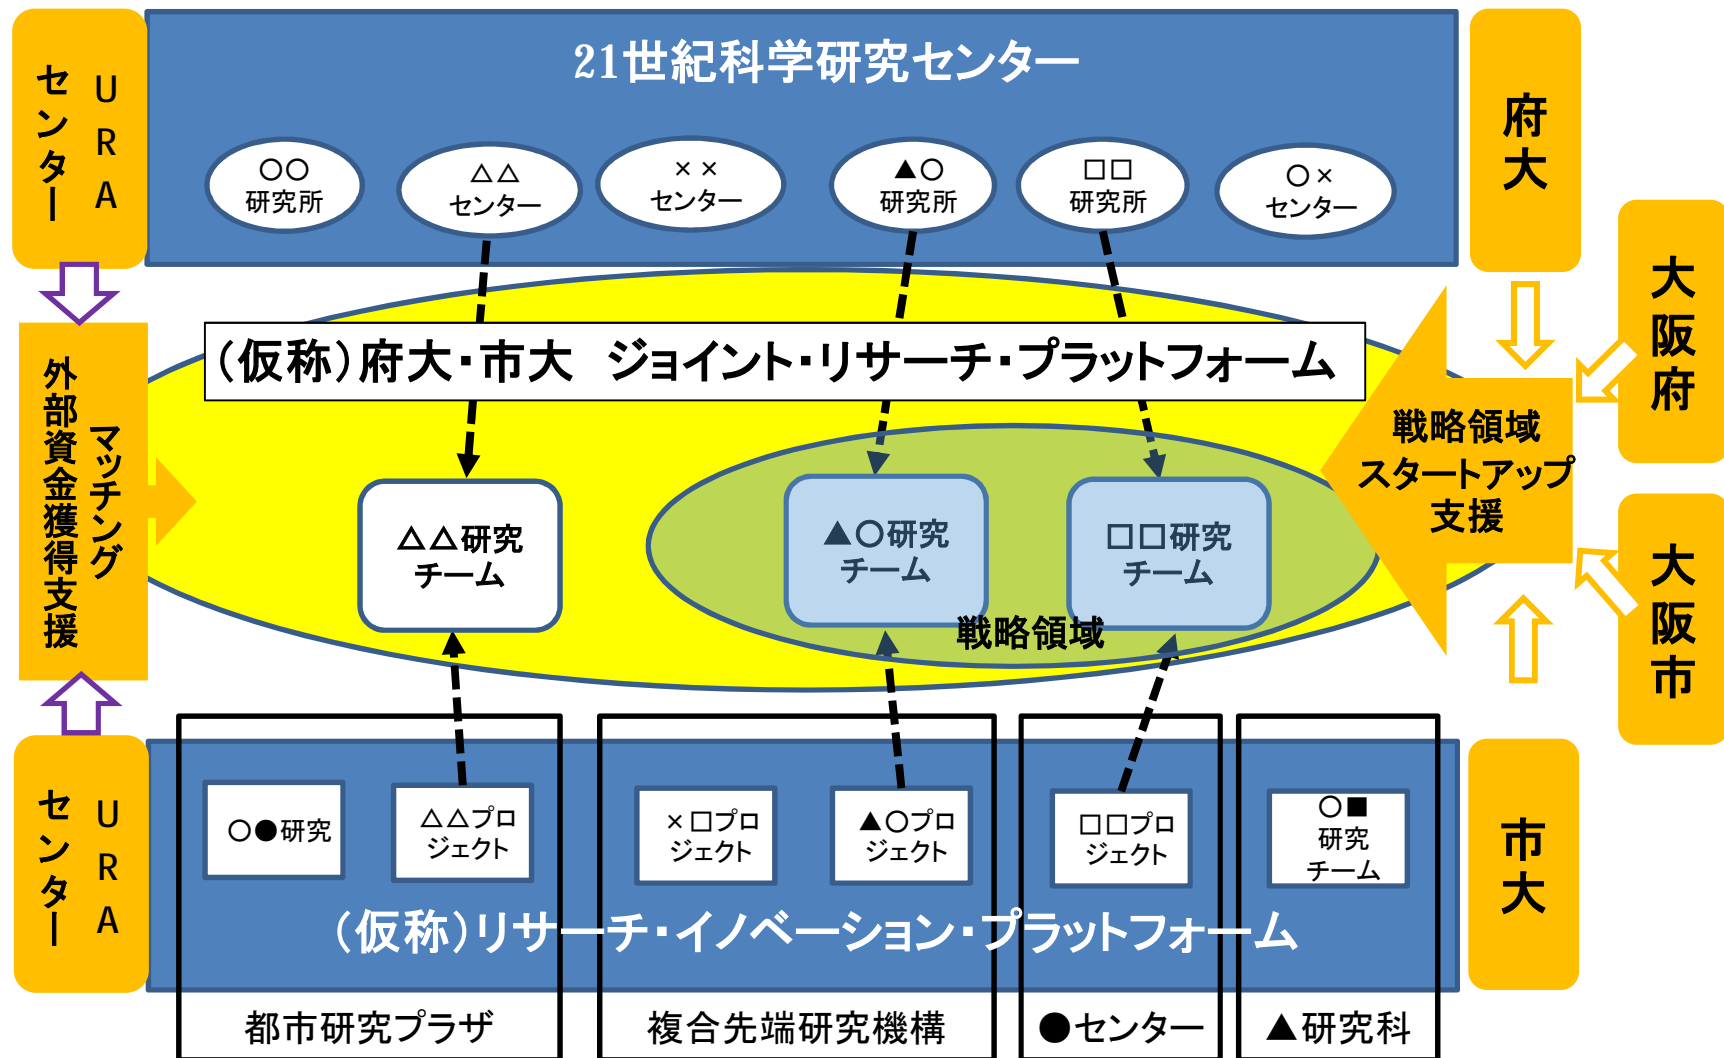 URA
センター
21世紀科学研究センター
府
大
○○
研究所
△△
センター
××
センター
▲○
研究所
□□
研究所
○×
センター
大阪府
(仮称)府大・市大　ジョイント・リサーチ・プラットフォーム
マッチング
外部資金獲得支援
戦略領域
スタートアップ
支援
△△研究
チーム
▲○研究
チーム
□□研究
チーム
戦略領域
大阪市
URA
センター
○●研究
△△プロ
ジェクト
×□プロ
ジェクト
▲○プロ
ジェクト
□□プロ
ジェクト
○■
研究
チーム
市
大
(仮称)リサーチ・イノベーション・プラットフォーム
都市研究プラザ
複合先端研究機構
●センター
▲研究科